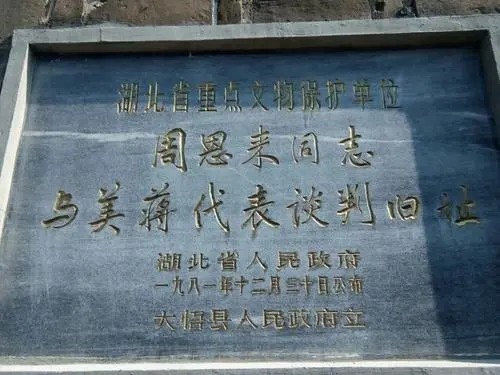 湖北省重点文物保护单位
周恩来同志
与美蒋代表谈判旧址
湖北省人民政府
一九八一年十二月三十日公布
大悟县人民政府立